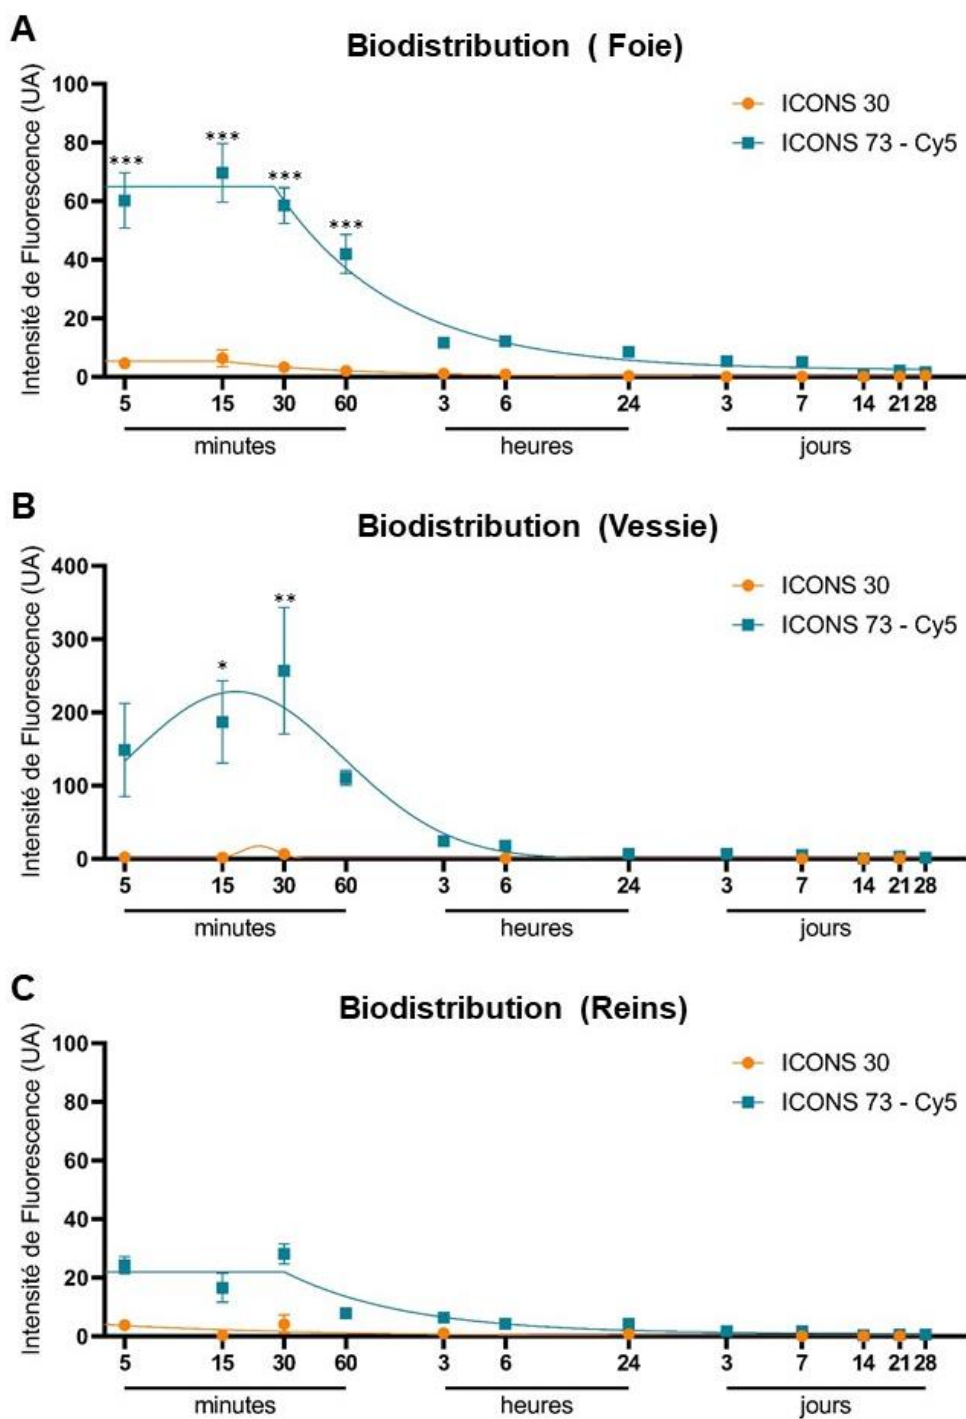 A
Biodistribution ( Foie)
Intensité de Fluorescence (UA)
100
80
60
40
20
0
ICONS 30
ICONS 73 - Cy5
***
***
***
***
5 15 30 60 3 6 24 3 7 14 21 28
minutes heures jours
B
Biodistribution (Vessie)
Intensité de Fluorescence (UA)
400
300
200
100
0
ICONS 30
ICONS 73 - Cy5
**
*
5 15 30 60 3 6 24 3 7 14 21 28
minutes heures jours
C
Biodistribution (Reins)
Intensité de Fluorescence (UA)
100
80
60
40
20
0
ICONS 30
ICONS 73 - Cy5
5 15 30 60 3 6 24 3 7 14 21 28
minutes heures jours